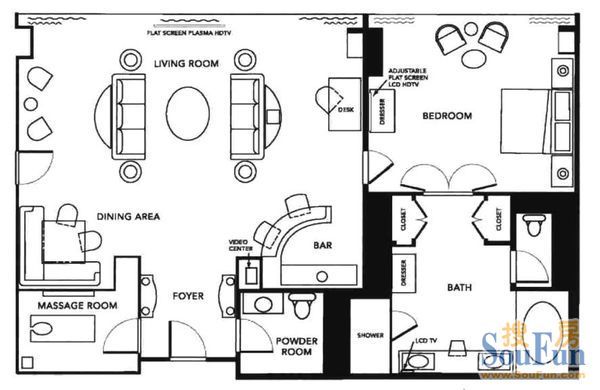 FLAT SCREEN PLASMA HDTV
LIVING ROOM
ADJUSTABLE
FLAT SCREEN
LCD HDTV
DESK
DRESSER
BEDROOM
DINING AREA
CLOSET
CLOSET
VIDEO
CENTER
BAR
DRESSER
BATH
MASSAGE ROOM
FOYER
POWDER
ROOM
SHOWER
LCD TV
搜房
SouFun
www.SouFun.com